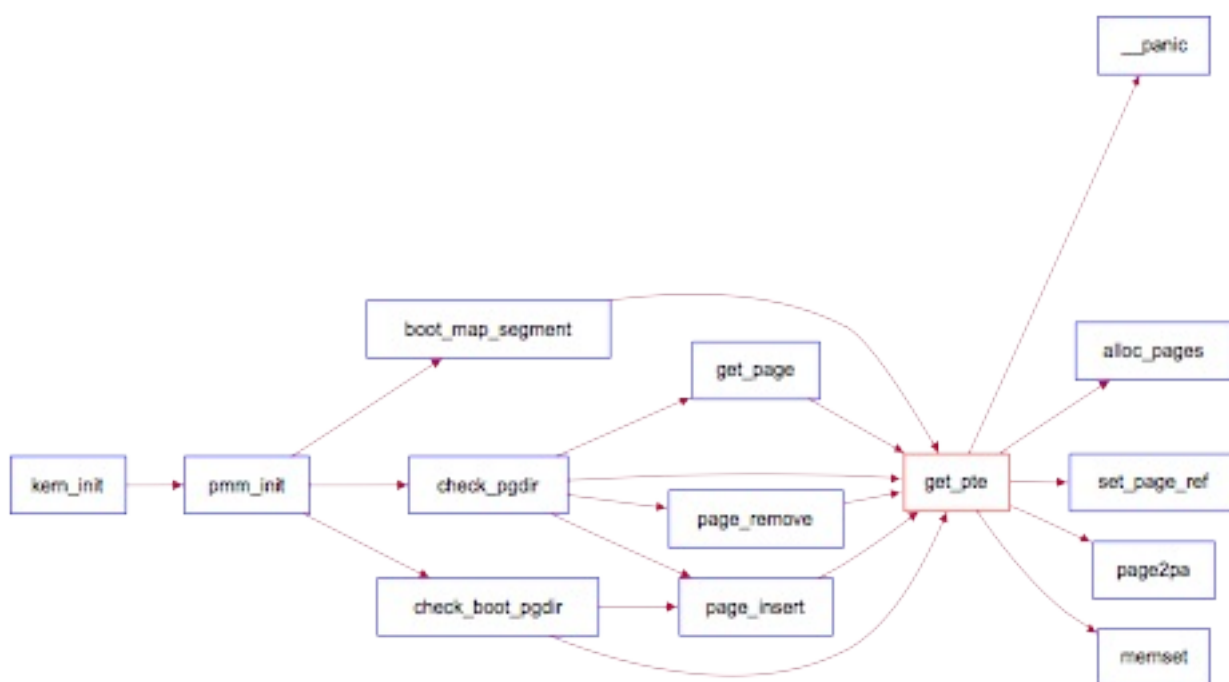 __panic
boot_map_segment
alloc_pages
get_page
kern_init
pmm_init
check_pgdir
get_pte
set_page_ref
page_remove
page2pa
check_boot_pgdir
page_insert
memset